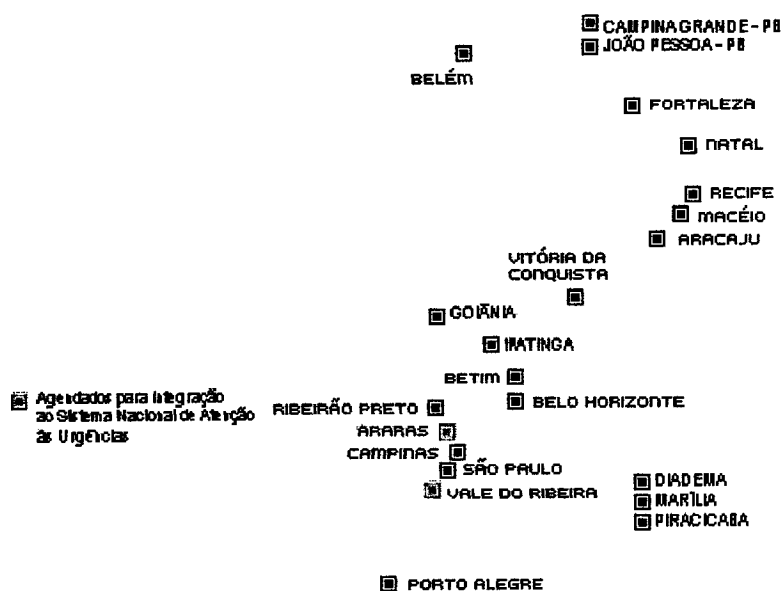 CAMPINA GRANDE - PB
JOÃO PESSOA - PB
BELÉM
FORTALEZA
NATAL
RECIFE
MACÉIO
ARACAJU
VITÓRIA DA
CONQUISTA
GOIÂNIA
IPATINGA
BETIM
BELO HORIZONTE
Agendados para Integração
ao Sistema Nacional de Atenção
às Urgências
RIBEIRÃO PRETO
ARARAS
CAMPINAS
SÃO PAULO
VALE DO RIBEIRA
DIADEMA
MARÍLIA
PIRACICABA
PORTO ALEGRE